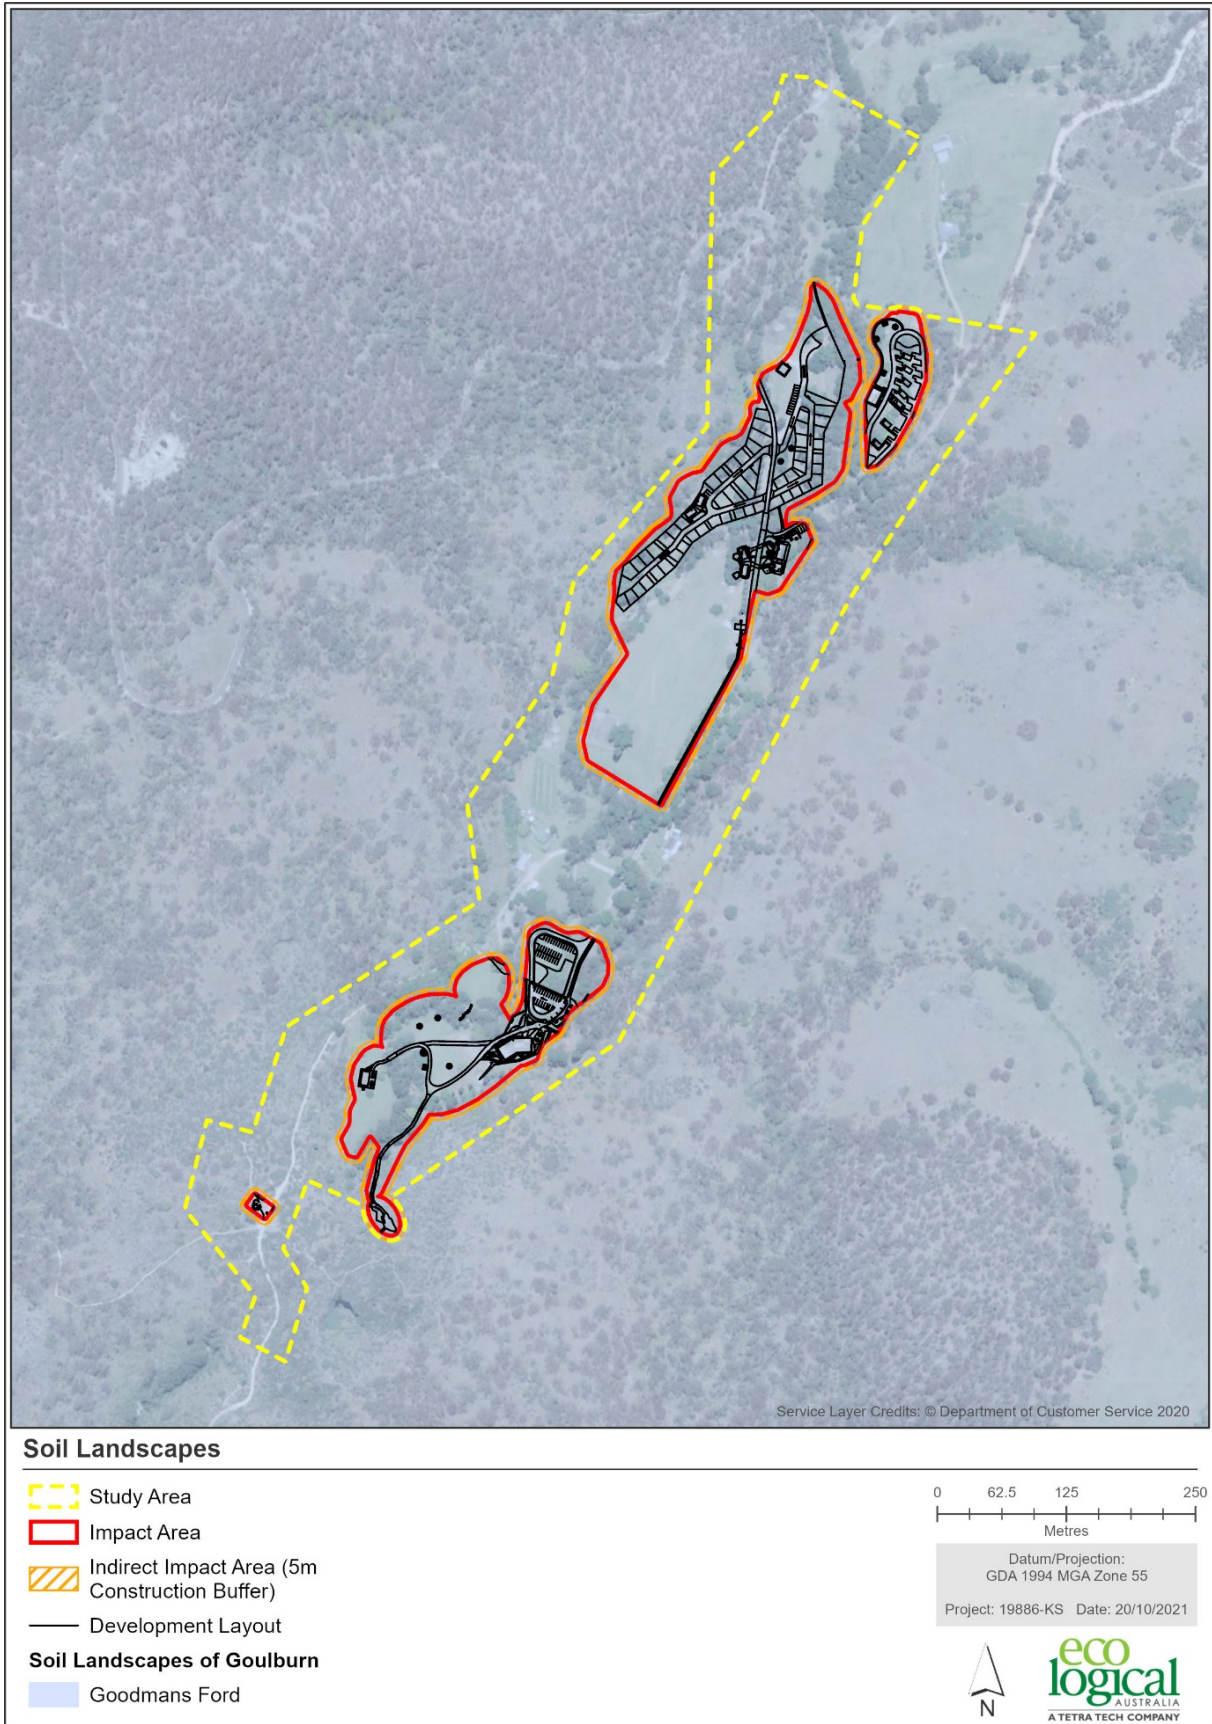 Service Layer Credits: © Department of Customer Service 2020
Soil Landscapes
Study Area
Impact Area
Indirect Impact Area (5m
Construction Buffer)
Development Layout
Soil Landscapes of Goulburn
Goodmans Ford
0 62.5 125 250
Metres
Datum/Projection:
GDA 1994 MGA Zone 55
Project: 19886-KS Date: 20/10/2021
N
eco
logical
AUSTRALIA
A TETRA TECH COMPANY